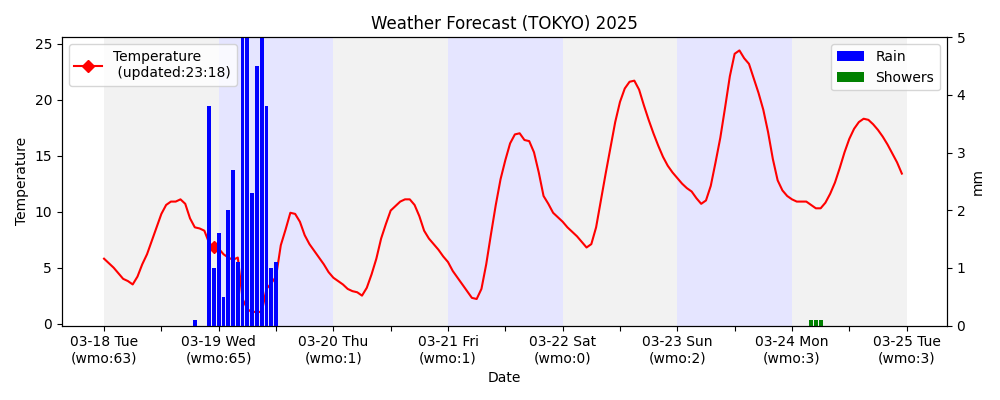 Weather Forecast (TOKYO) 2025
Temperature
(updated:23:18)
Rain
Showers
25
20
15
10
5
0
Temperature
5
4
3
2
1
0
mm
03-18 Tue 03-19 Wed 03-20 Thu 03-21 Fri 03-22 Sat 03-23 Sun 03-24 Mon 03-25 Tue
(wmo:63) (wmo:65) (wmo:1) (wmo:1) (wmo:0) (wmo:2) (wmo:3) (wmo:3)
Date